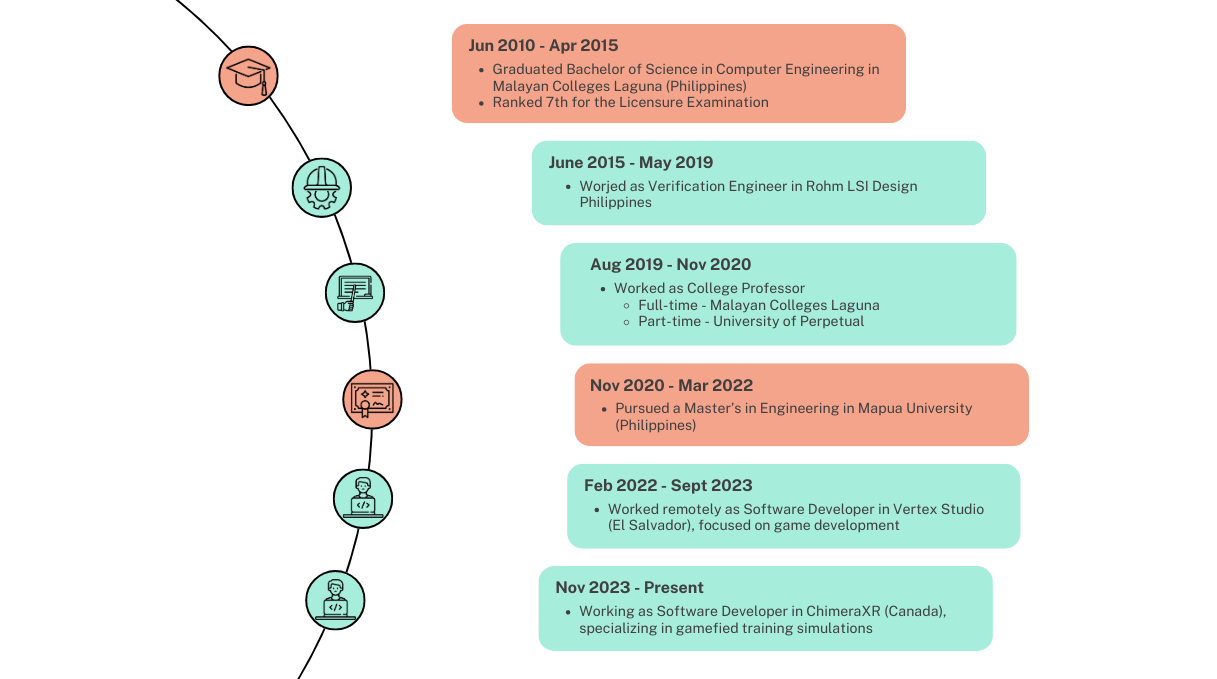 Jun 2010 - Apr 2015
• Graduated Bachelor of Science in Computer Engineering in
Malayan Colleges Laguna (Philippines)
• Ranked 7th for the Licensure Examination
June 2015 - May 2019
• Worjed as Verification Engineer in Rohm LSI Design
Philippines
Aug 2019 - Nov 2020
• Worked as College Professor
○ Full-time - Malayan Colleges Laguna
○ Part-time - University of Perpetual
Nov 2020 - Mar 2022
• Pursued a Master's in Engineering in Mapua University
(Philippines)
Feb 2022 - Sept 2023
• Worked remotely as Software Developer in Vertex Studio
(El Salvador), focused on game development
Nov 2023 - Present
• Working as Software Developer in ChimeraXR (Canada),
specializing in gamefied training simulations